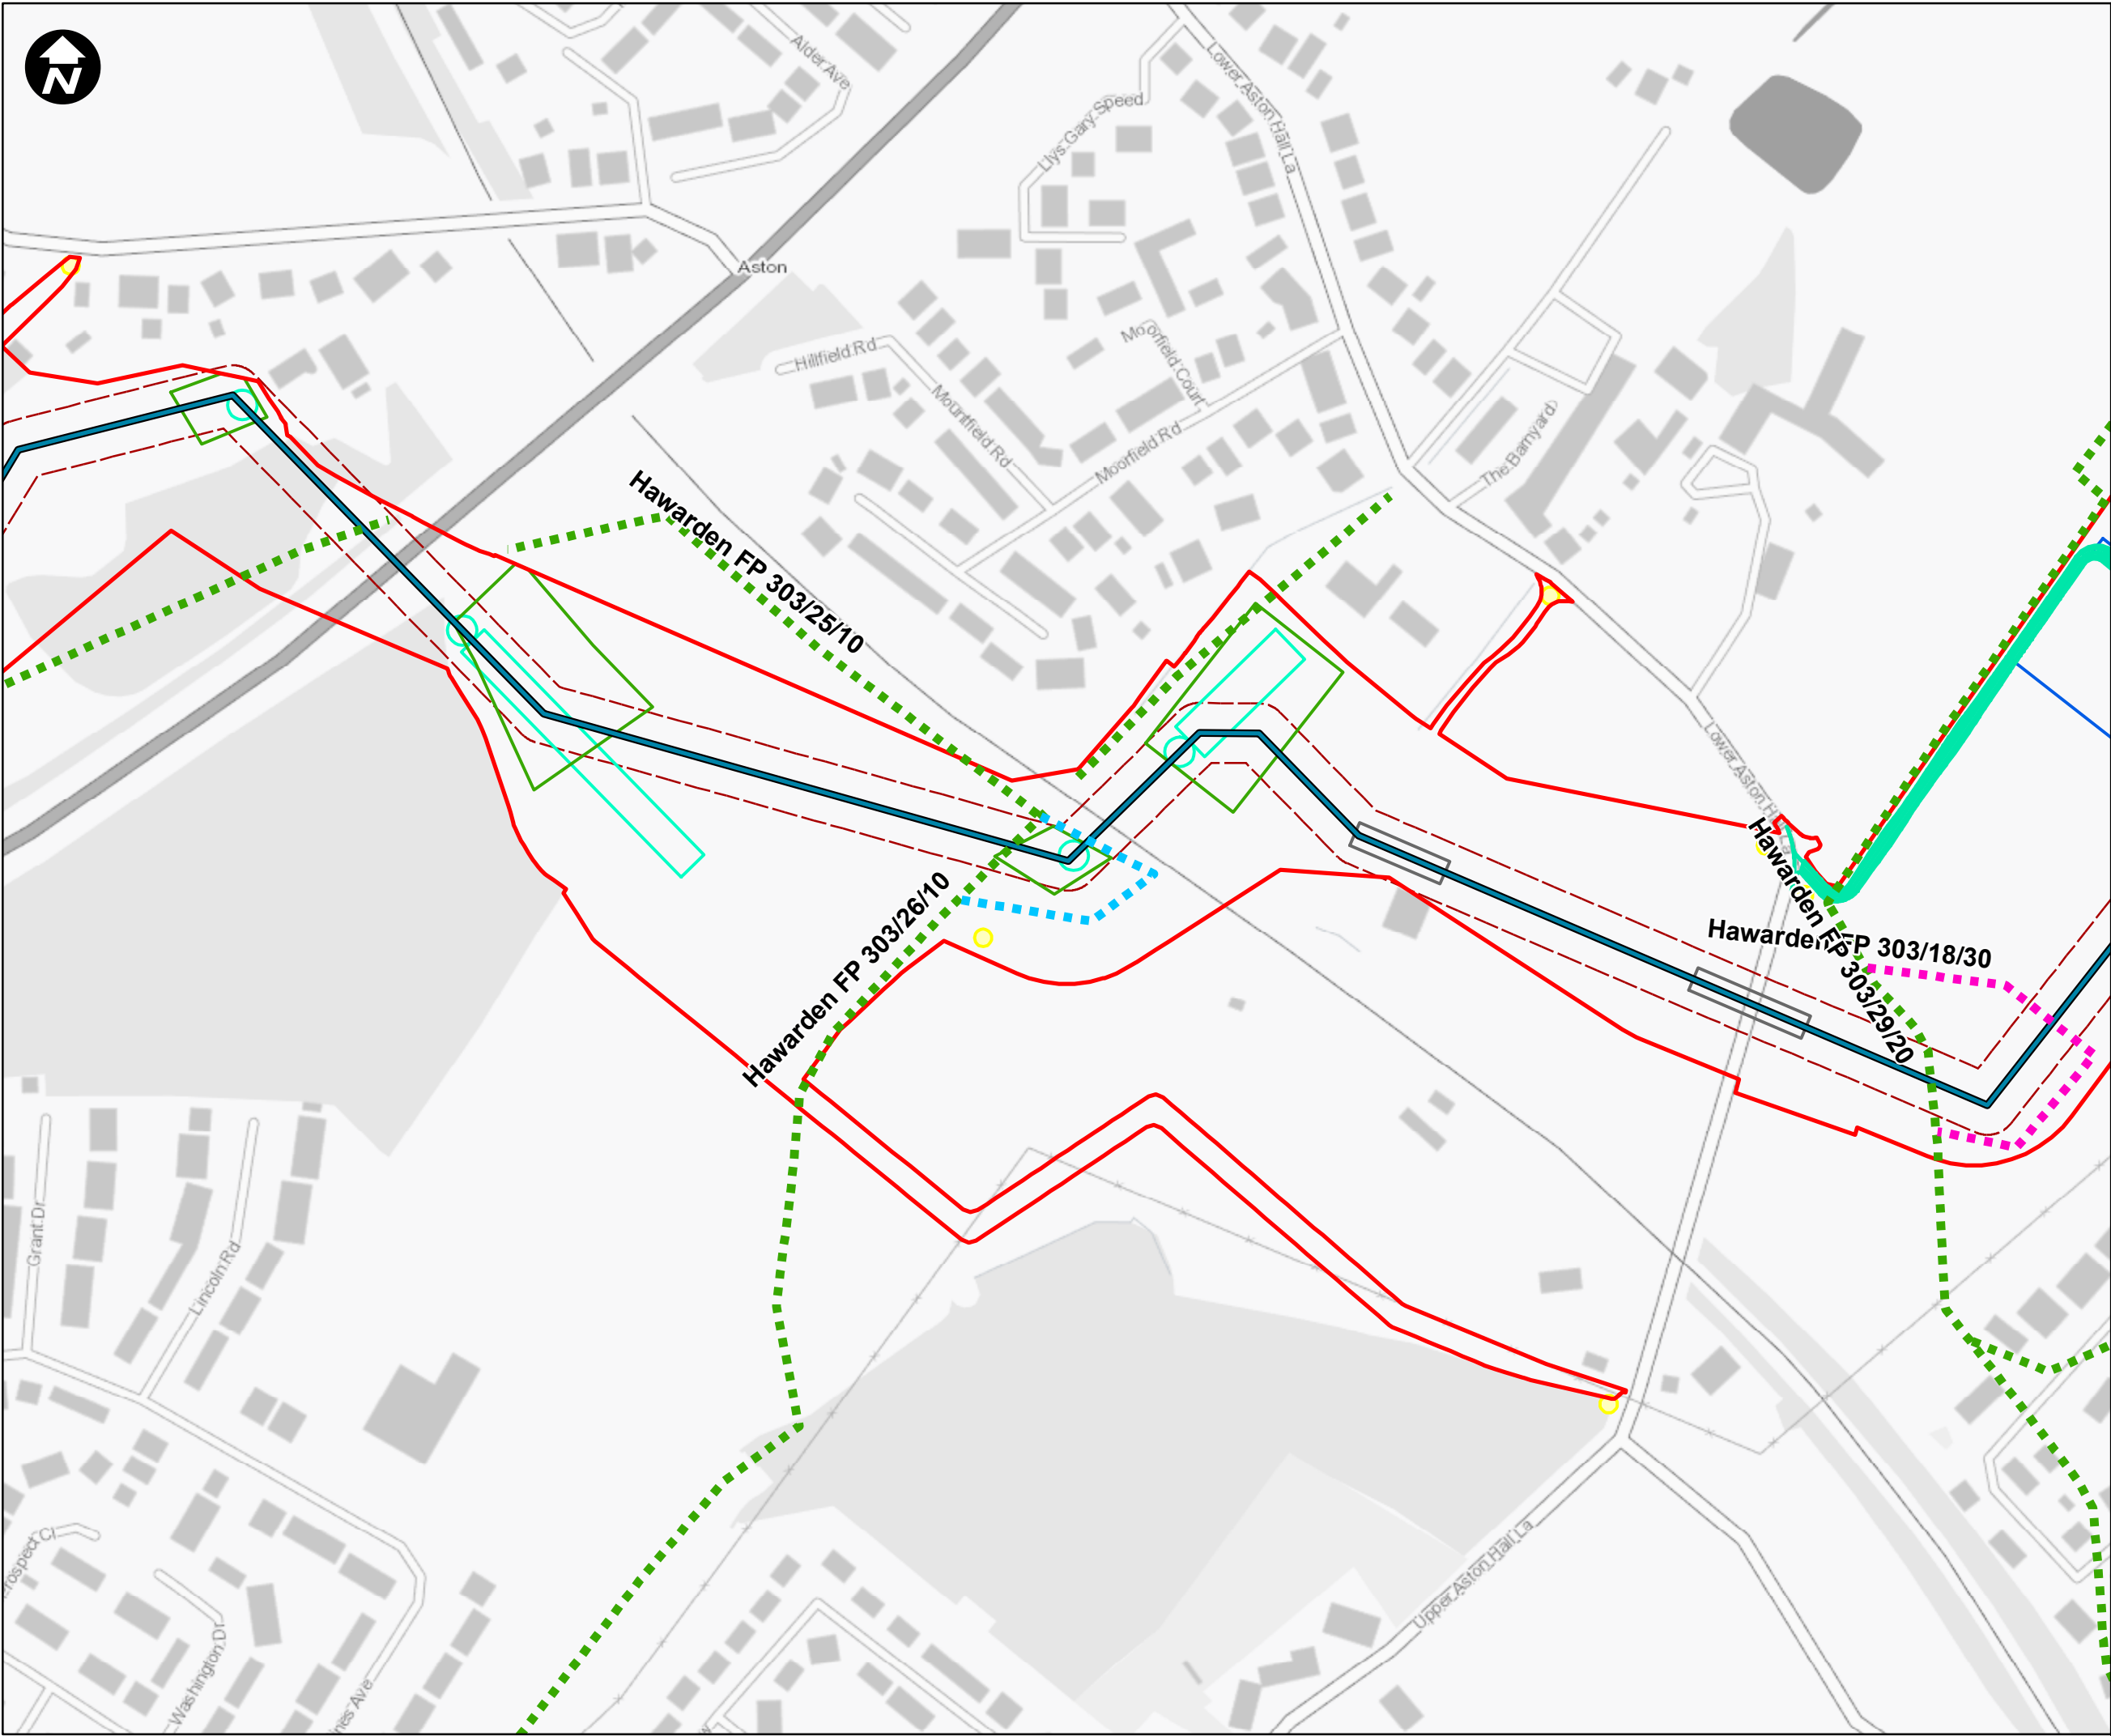 N
Alder Ave
Lower Aston Hall La
Llys Gary Speed
Aston
Moorfield Court
Hillfield Rd
Mountfield Rd
Moorfield Rd
The Barnyard
Hawarden FP 303/25/10
Lower Aston Hall La
Hawarden FP 303/26/10
Hawarden FP 303/18/30
Hawarden FP 303/29/20
Grant Dr
Lincoln Rd
Prospect Cl
Upper Aston Hall La
Washington Dr